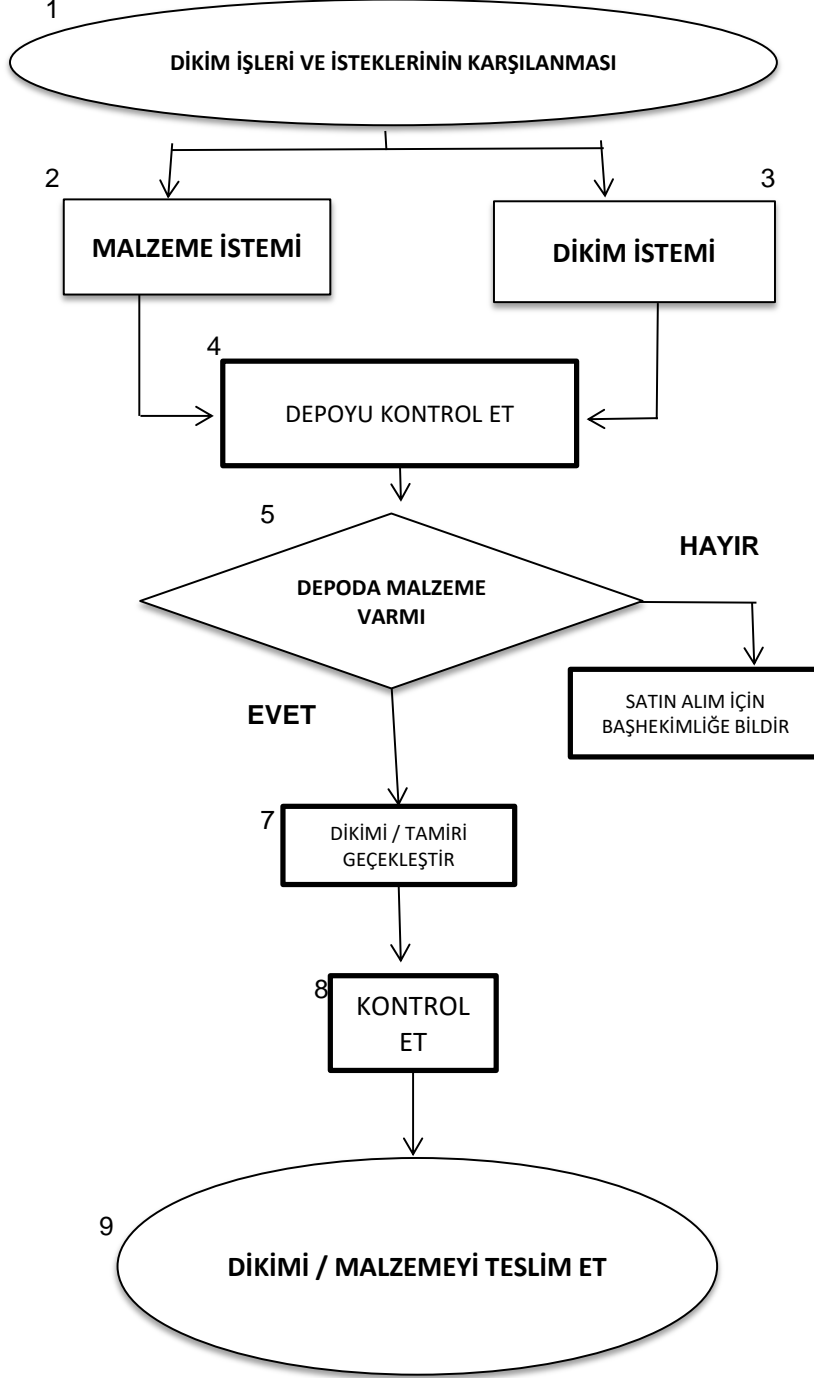 1
DİKİM İŞLERİ VE İSTEKLERİNİN KARŞILANMASI
2
MALZEME İSTEMİ
3
DİKİM İSTEMİ
4
DEPOYU KONTROL ET
5
DEPODA MALZEME
VARMI
HAYIR
SATIN ALIM İÇİN
BAŞHEKİMLİĞE BİLDİR
EVET
7
DİKİMİ / TAMİRİ
GEÇEKLEŞTİR
8
KONTROL
ET
9
DİKİMİ / MALZEMEYİ TESLİM ET